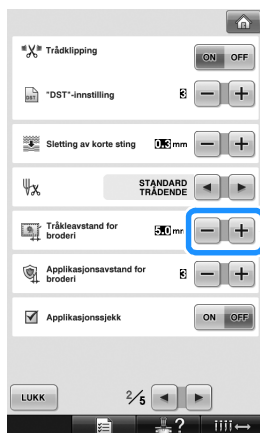 Trådklipping
ON OFF
DST
"DST"-innstilling
3
Sletting av korte sting
0.3 mm
STANDARD
TRÅDENDE
Tråkleavstand for
broderi
5.0 mm
Applikasjonsavstand for
broderi
3
Applikasjonssjekk
ON OFF
LUKK
2/5
?